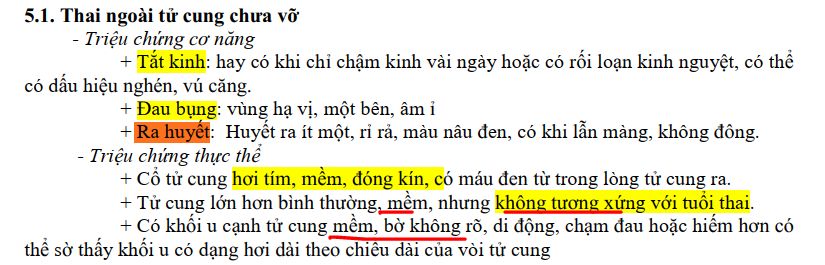 5.1. Thai ngoài tử cung chưa vỡ
- Triệu chứng cơ năng
+ Tắt kinh: hay có khi chỉ chậm kinh vài ngày hoặc có rối loạn kinh nguyệt, có thể
có dấu hiệu nghén, vú căng.
+ Đau bụng: vùng hạ vị, một bên, âm ỉ
+ Ra huyết: Huyết ra ít một, rỉ rả, màu nâu đen, có khi lẫn màng, không đông.
- Triệu chứng thực thể
+ Cổ tử cung hơi tím, mềm, đóng kín, có máu đen từ trong lòng tử cung ra.
+ Tử cung lớn hơn bình thường, mềm, nhưng không tương xứng với tuổi thai.
+ Có khối u cạnh tử cung mềm, bờ không rõ, di động, chạm đau hoặc hiếm hơn có
thể sờ thấy khối u có dạng hơi dài theo chiều dài của vòi tử cung